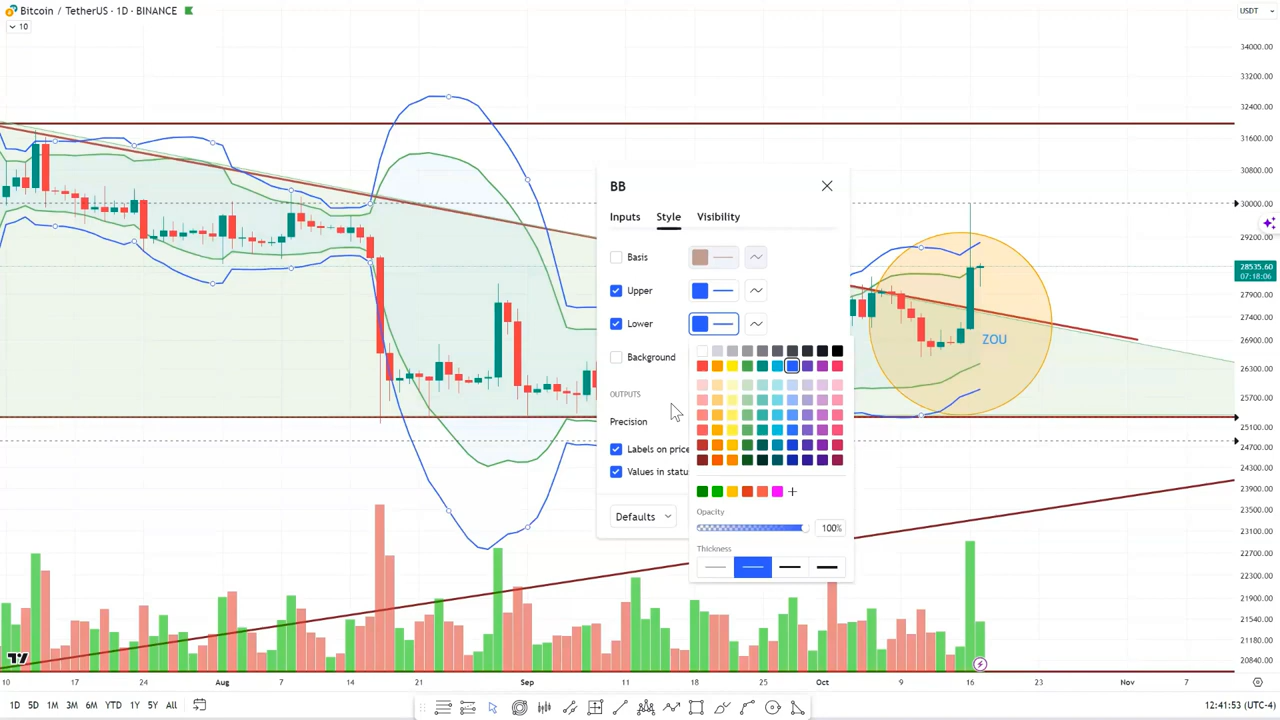 Bitcoin / TetherUS · 1D · BINANCE
USDT
10
34000.00
33200.00
32400.00
31600.00
30800.00
30000.00
29200.00
28535.60
07:18:06
27900.00
26900.00
25700.00
25100.00
24700.00
24300.00
23900.00
23500.00
23100.00
22700.00
22300.00
21900.00
21540.00
21180.00
20840.00
BB
Inputs Style Visibility
Basis
Upper
Lower
Background
OUTPUTS
Precision
Labels on price
Values in statu
Defaults
Opacity
100%
Thickness
ZOU
10 17 24 Aug 7 14 21 Sep 11 18 25 Oct 9 16 23 Nov 7
1D 5D 1M 3M 6M YTD 1Y 5Y All
12:41:53 (UTC-4)